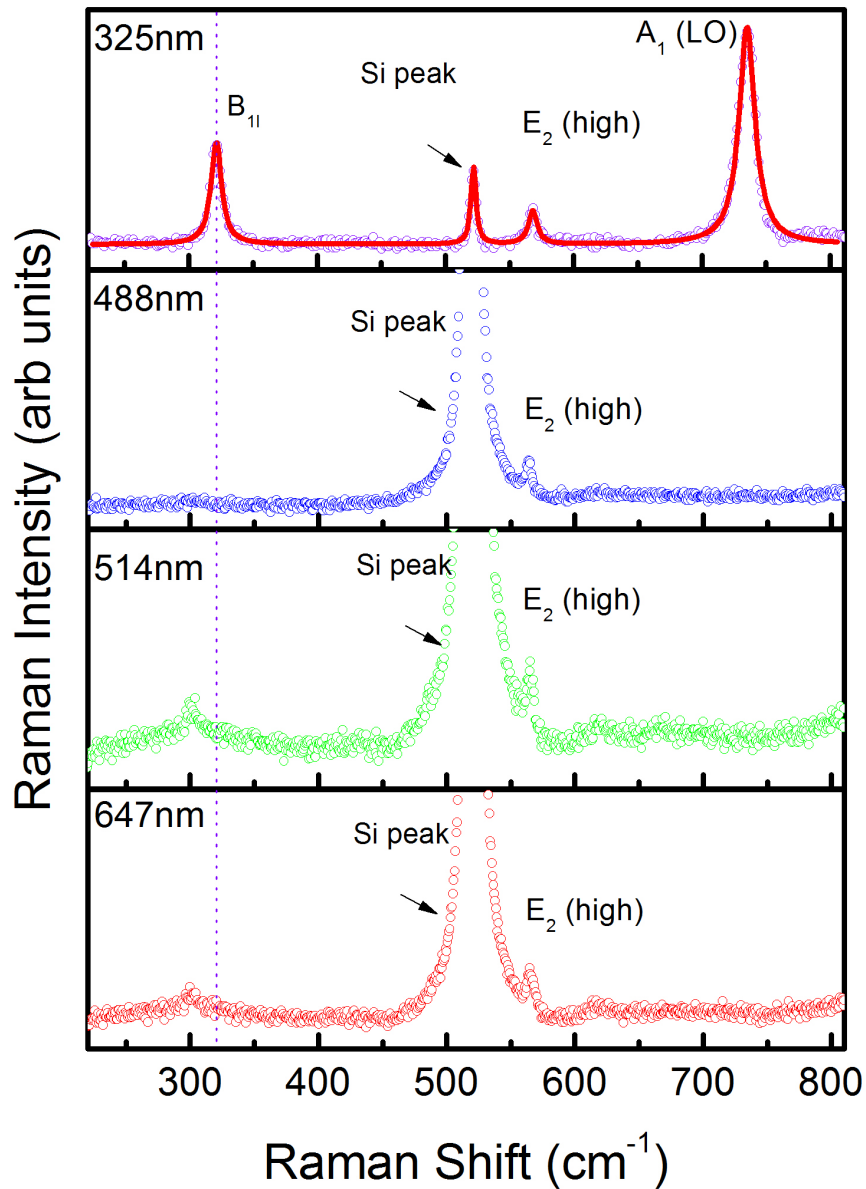 325nm
A₁ (LO)
Si peak
B₁ₗ
E₂ (high)
488nm
Si peak
E₂ (high)
514nm
Si peak
E₂ (high)
647nm
Si peak
E₂ (high)
300 400 500 600 700 800
Raman Shift (cm⁻¹)
Raman Intensity (arb units)